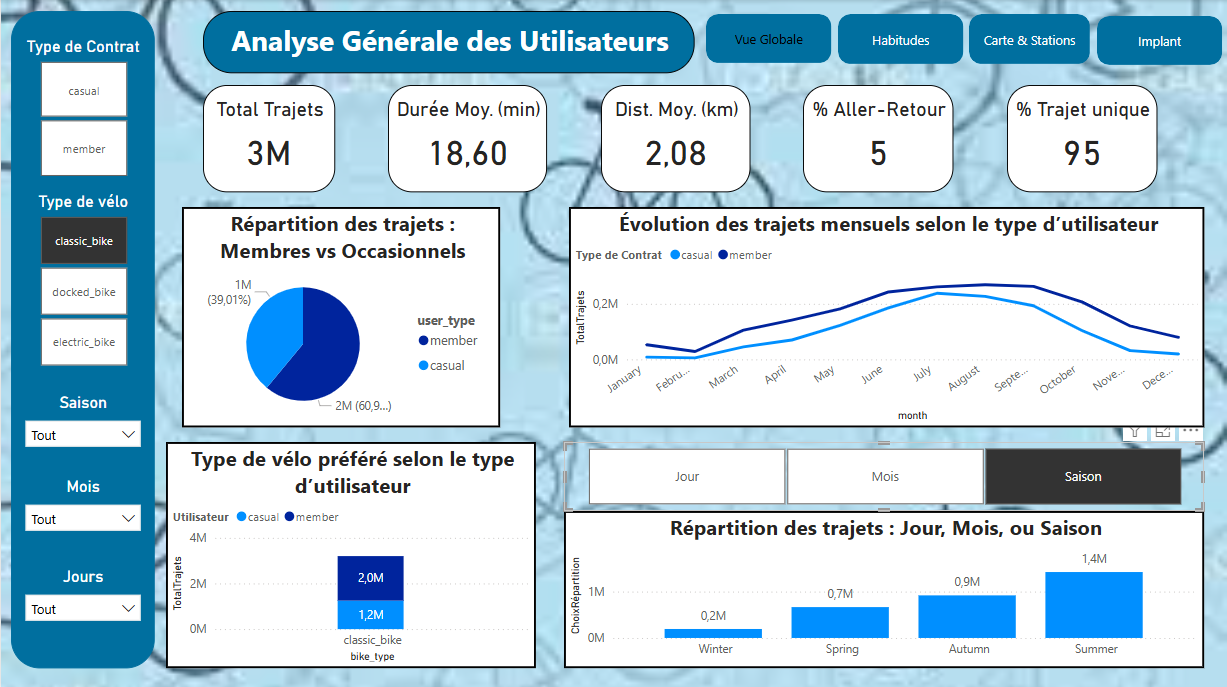 Type de Contrat
casual
member
Type de vélo
classic_bike
docked_bike
electric_bike
Saison
Tout
Mois
Tout
Jours
Tout
Analyse Générale des Utilisateurs
Vue Globale
Habitudes
Carte & Stations
Implant
Total Trajets
3M
Durée Moy. (min)
18,60
Dist. Moy. (km)
2,08
% Aller-Retour
5
% Trajet unique
95
Répartition des trajets :
Membres vs Occasionnels
1M
(39,01%)
2M (60,9...)
user_type
member
casual
Évolution des trajets mensuels selon le type d’utilisateur
Type de Contrat casual member
TotalTrajets
0,2M
0,0M
January Febru... March April May June July August Septe... October Nove... Dece...
month
Type de vélo préféré selon le type
d’utilisateur
Utilisateur casual member
TotalTrajets
4M
2M
0M
2,0M
1,2M
classic_bike
bike_type
Jour Mois Saison
Répartition des trajets : Jour, Mois, ou Saison
ChoixRépartition
1M
0M
0,2M
0,7M
0,9M
1,4M
Winter Spring Autumn Summer